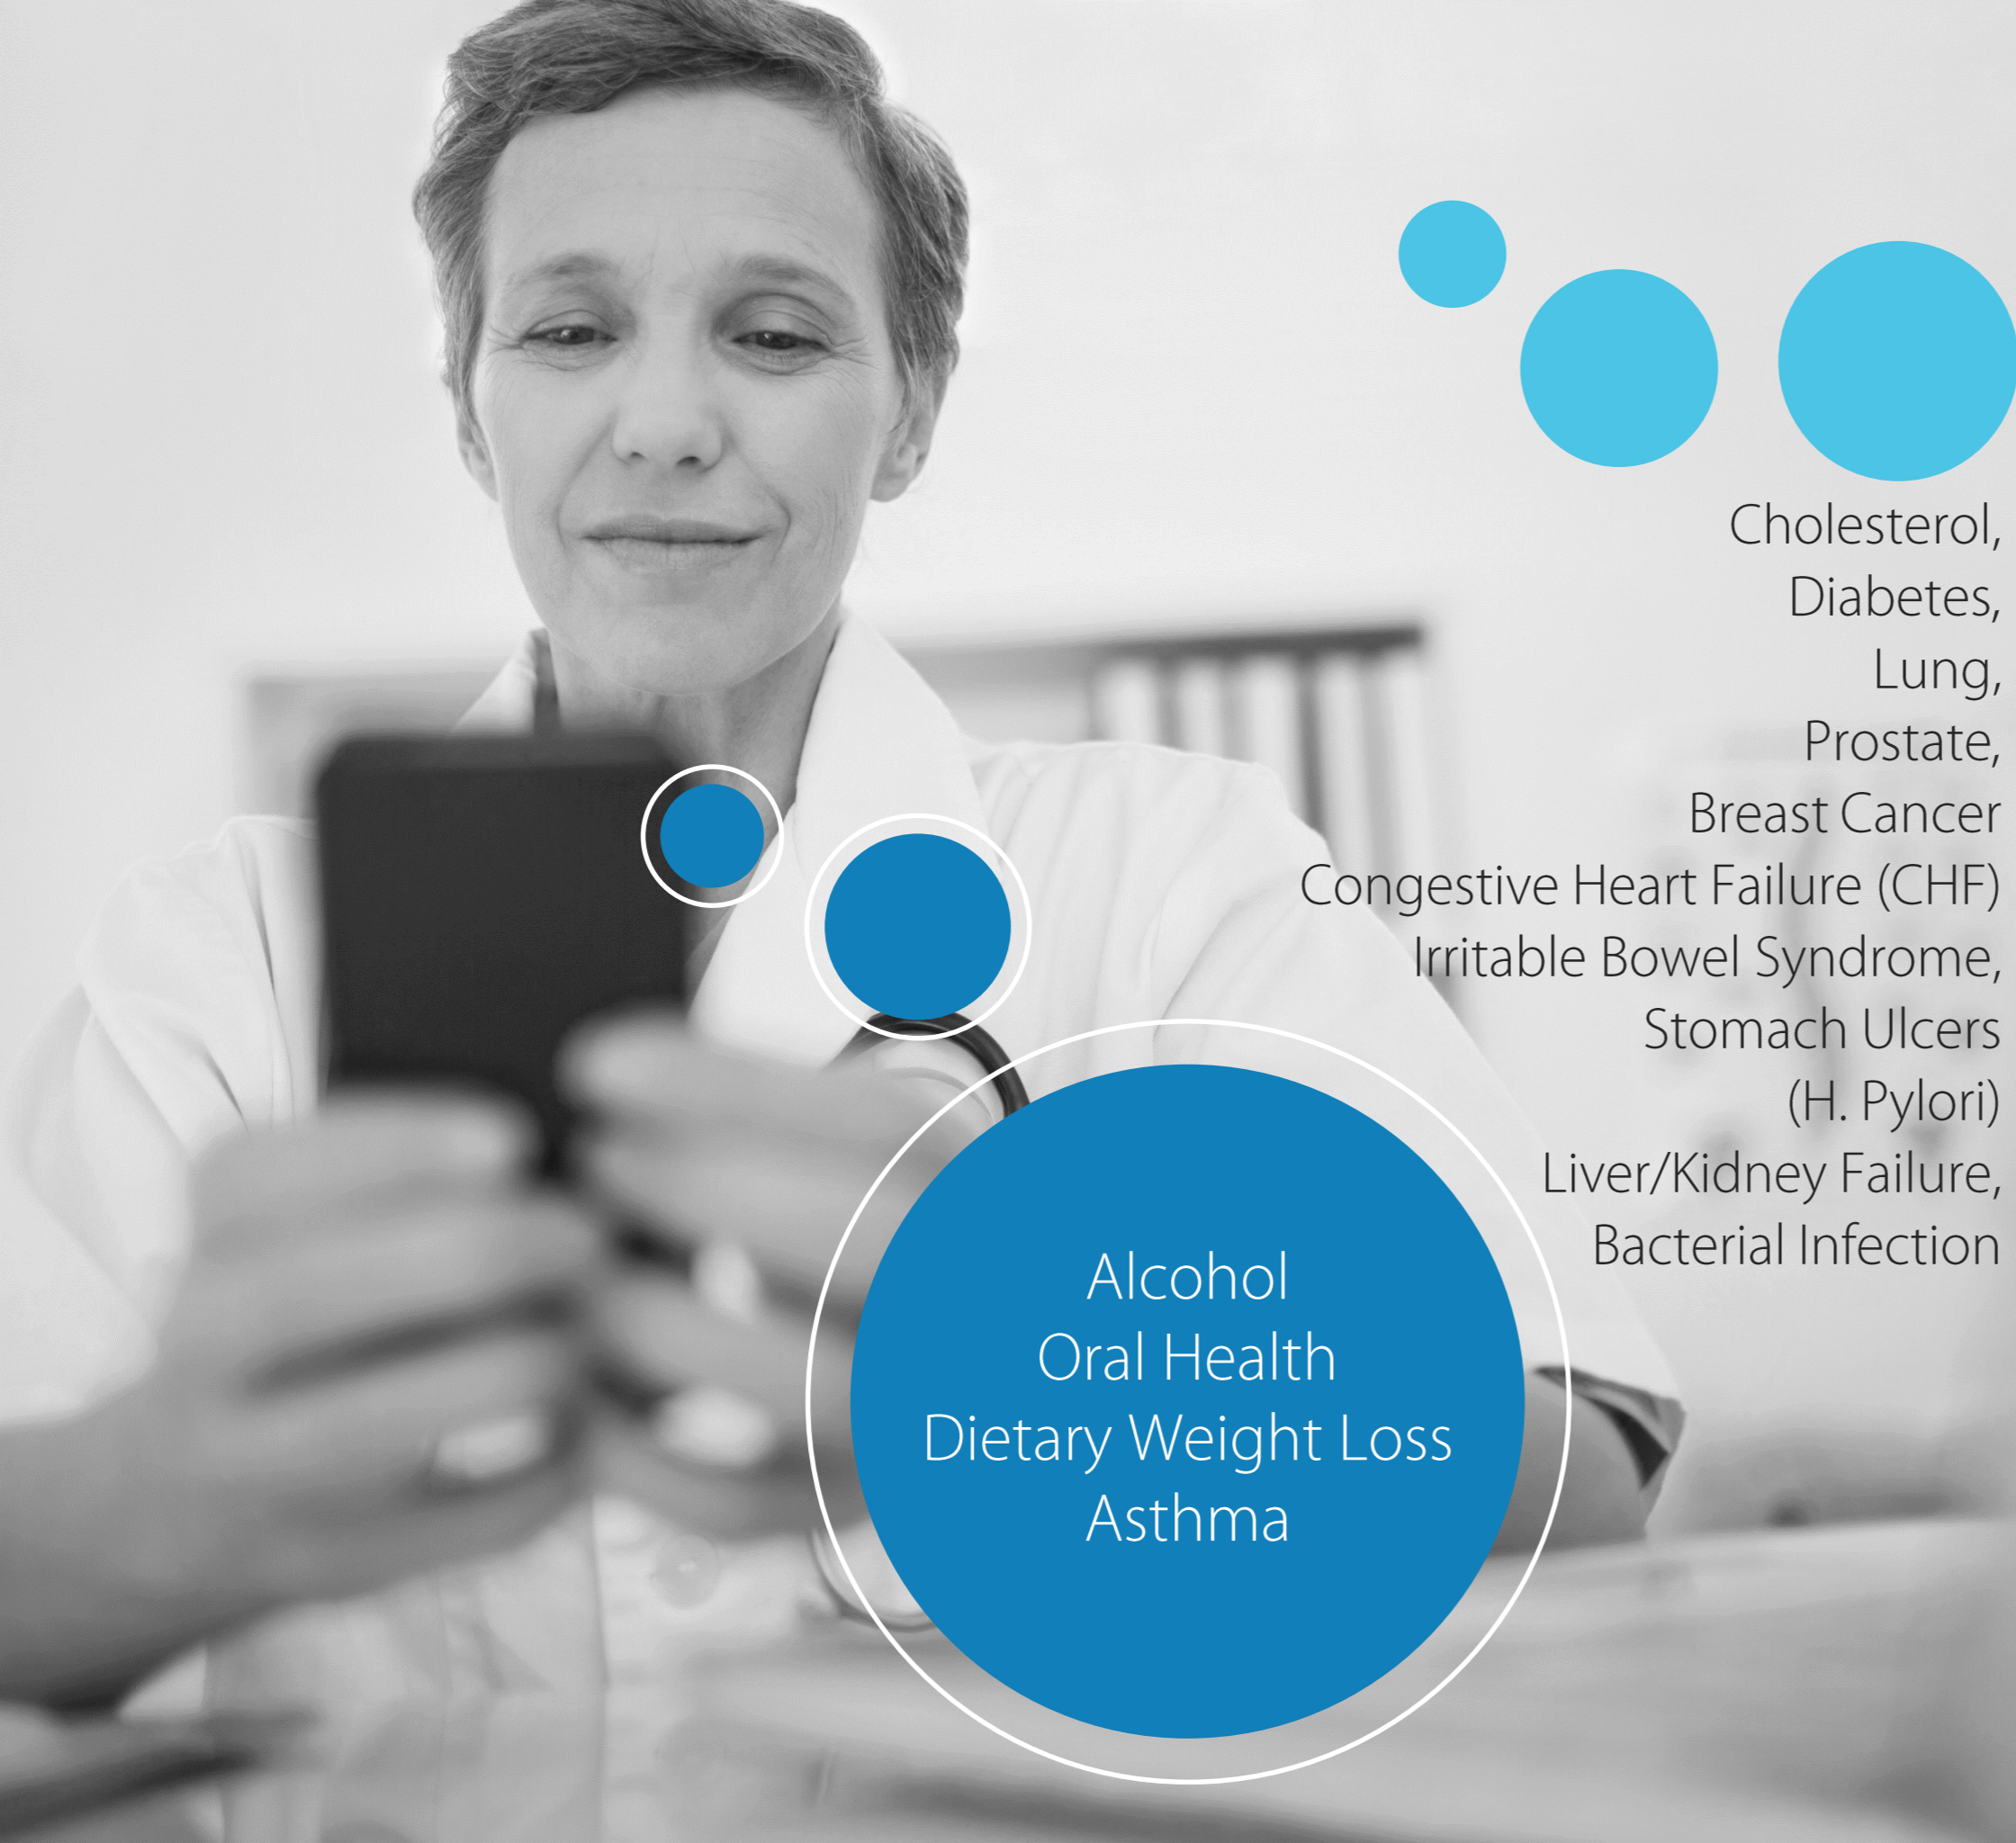 Cholesterol,
Diabetes,
Lung,
Prostate,
Breast Cancer
Congestive Heart Failure (CHF)
Irritable Bowel Syndrome,
Stomach Ulcers
(H. Pylori)
Liver/Kidney Failure,
Bacterial Infection
Alcohol
Oral Health
Dietary Weight Loss
Asthma